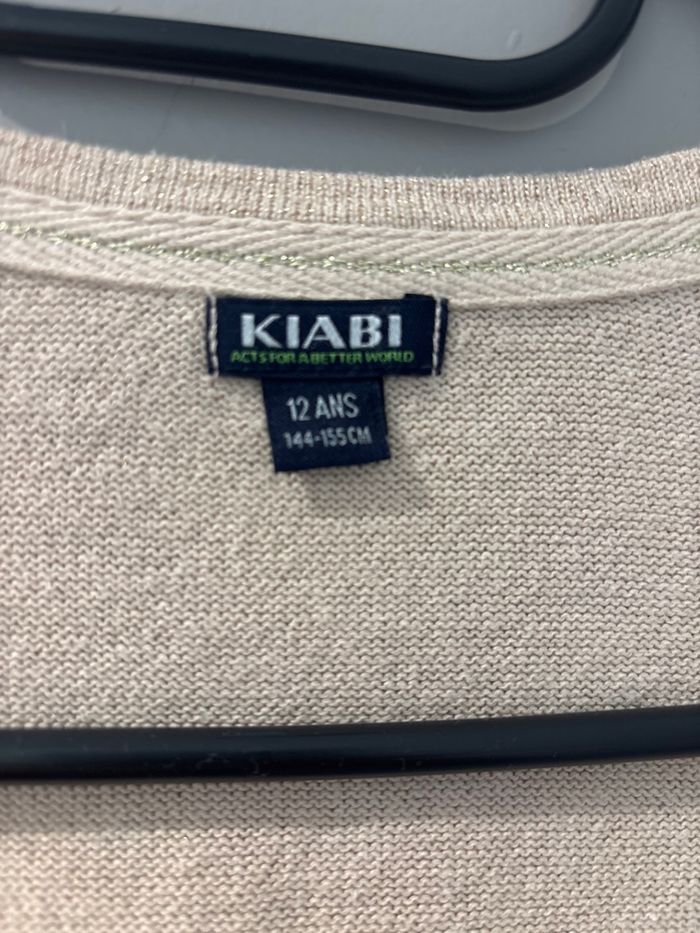 KIABI
ACTS FOR A BETTER WORLD
12 ANS
144-155CM